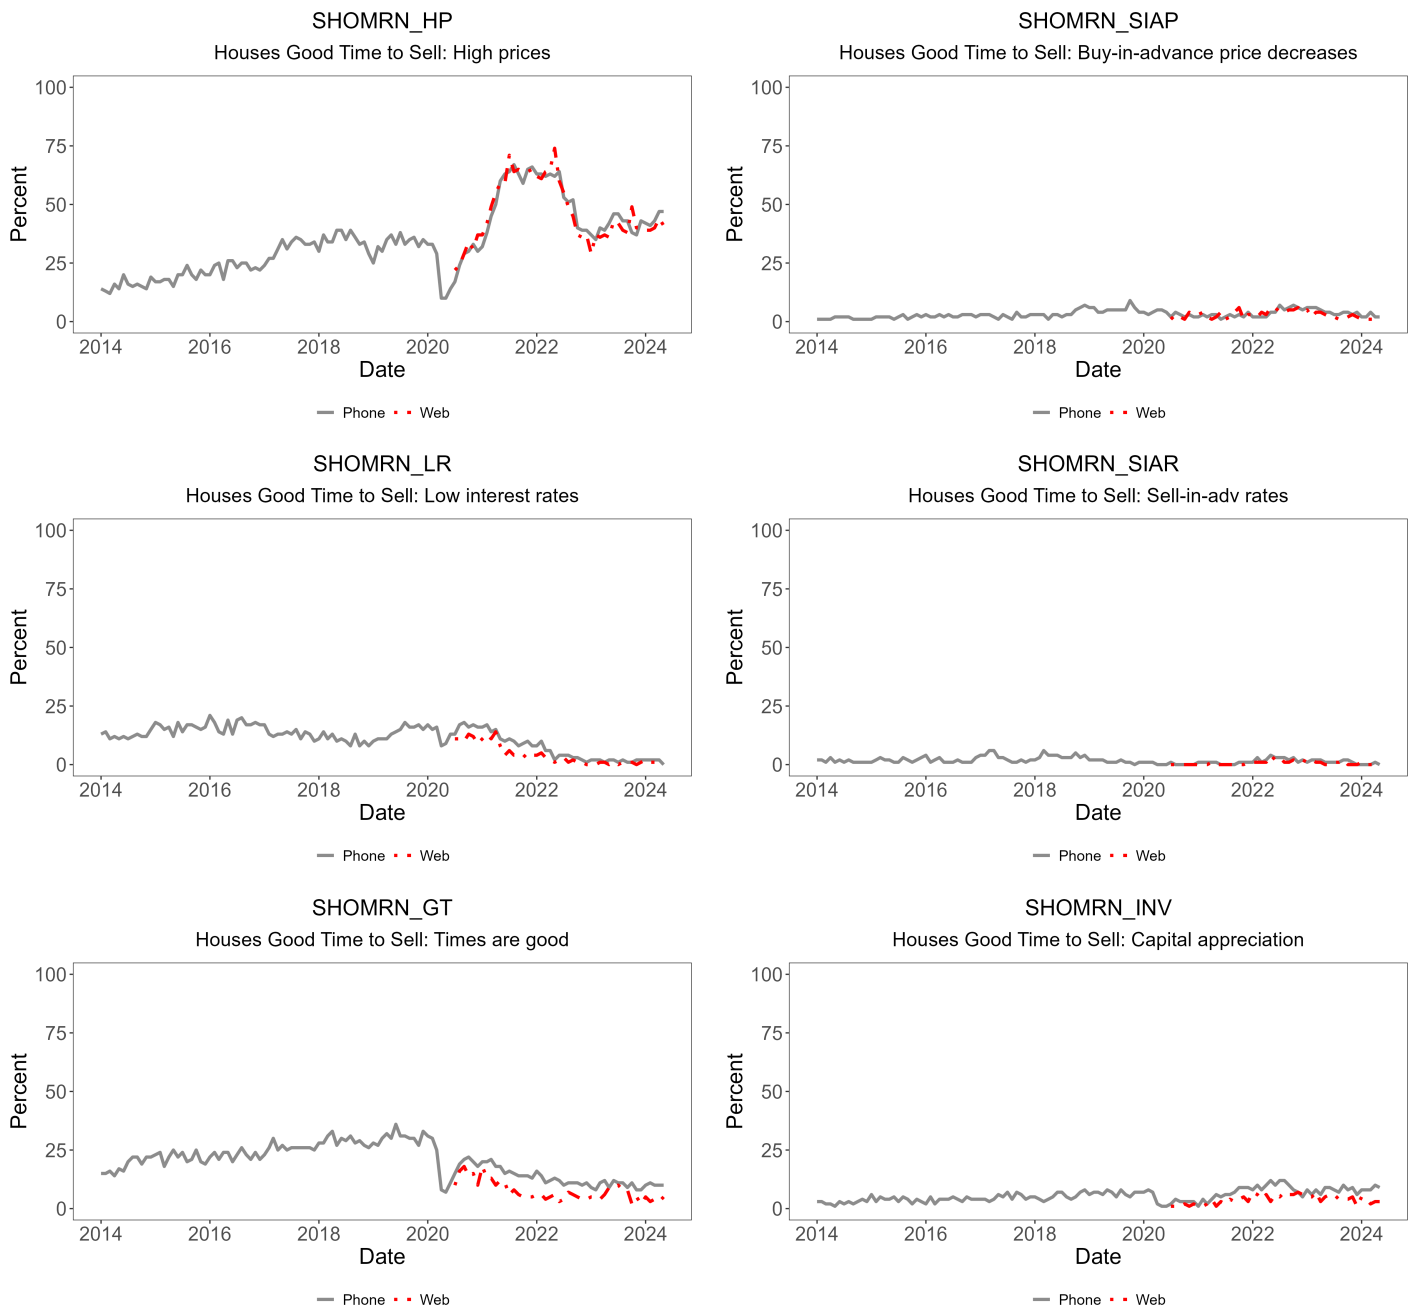 SHOMRN_HP
Houses Good Time to Sell: High prices
100
75
50
25
0
Percent
2014 2016 2018 2020 2022 2024
Date
Phone Web
SHOMRN_SIAP
Houses Good Time to Sell: Buy-in-advance price decreases
100
75
50
25
0
Percent
2014 2016 2018 2020 2022 2024
Date
Phone Web
SHOMRN_LR
Houses Good Time to Sell: Low interest rates
100
75
50
25
0
Percent
2014 2016 2018 2020 2022 2024
Date
Phone Web
SHOMRN_SIAR
Houses Good Time to Sell: Sell-in-adv rates
100
75
50
25
0
Percent
2014 2016 2018 2020 2022 2024
Date
Phone Web
SHOMRN_GT
Houses Good Time to Sell: Times are good
100
75
50
25
0
Percent
2014 2016 2018 2020 2022 2024
Date
Phone Web
SHOMRN_INV
Houses Good Time to Sell: Capital appreciation
100
75
50
25
0
Percent
2014 2016 2018 2020 2022 2024
Date
Phone Web